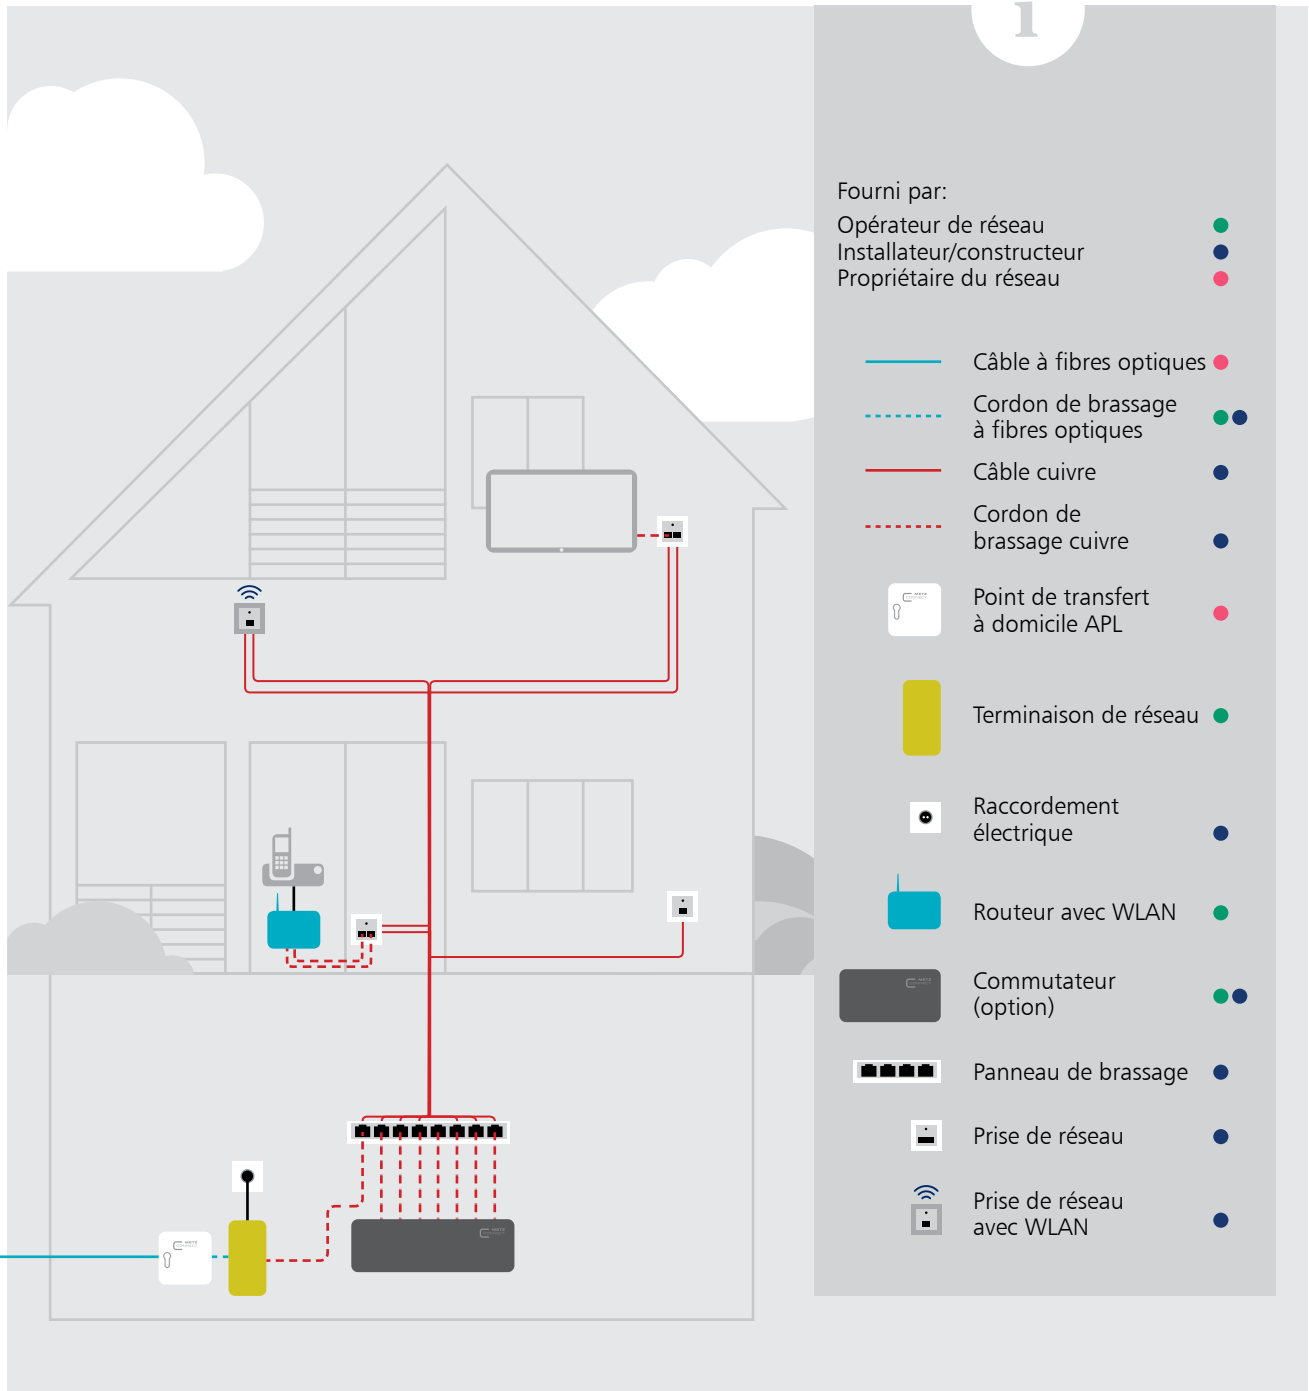 i
Fourni par:
Opérateur de réseau
Installateur/constructeur
Propriétaire du réseau
Câble à fibres optiques
Cordon de brassage
à fibres optiques
Câble cuivre
Cordon de
brassage cuivre
Point de transfert
à domicile APL
Terminaison de réseau
Raccordement
électrique
Routeur avec WLAN
Commutateur
(option)
Panneau de brassage
Prise de réseau
Prise de réseau
avec WLAN